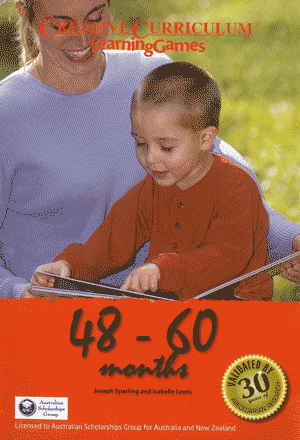 CREATIVE CURRICULUM®
LearningGames®
48 - 60
months
Joseph Sparling and Isabelle Lewis
VALIDATED BY
30
years of
Australian
Scholarships
Group
Licensed to Australian Scholarships Group for Australia and New Zealand